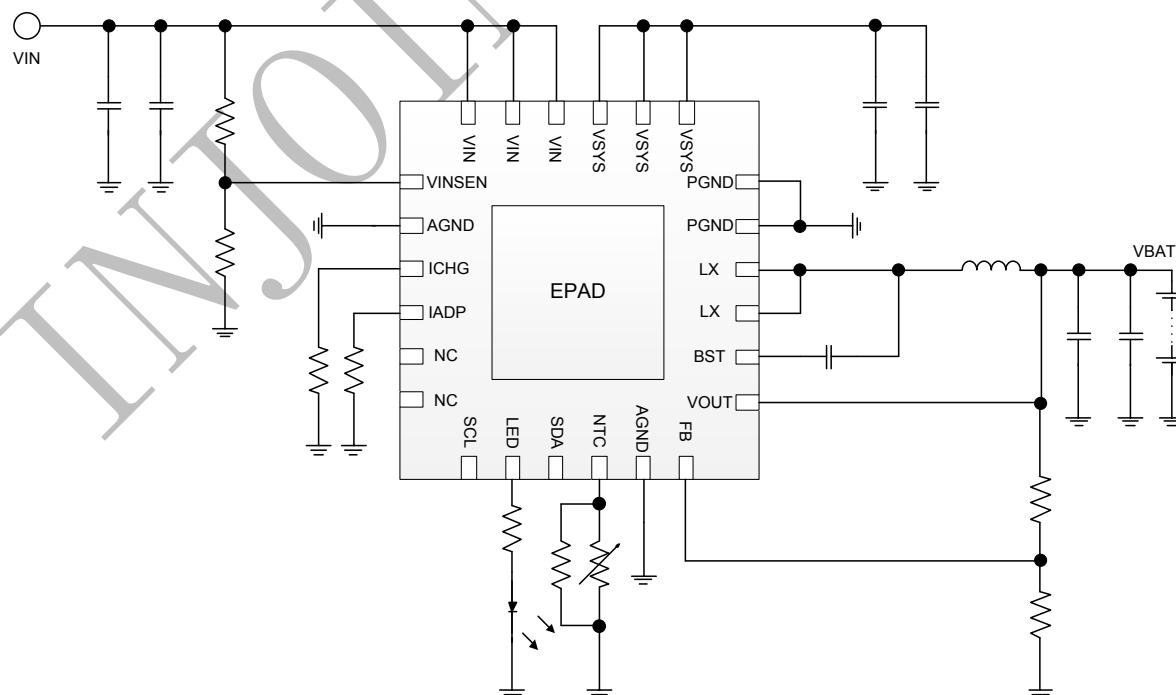 VIN
VIN
VIN
VIN
VSYS
VSYS
VSYS
VINSEN
AGND
ICHG
IADP
NC
NC
EPAD
PGND
PGND
LX
LX
BST
VOUT
VBAT
SCL
LED
SDA
NTC
AGND
FB
INJOI